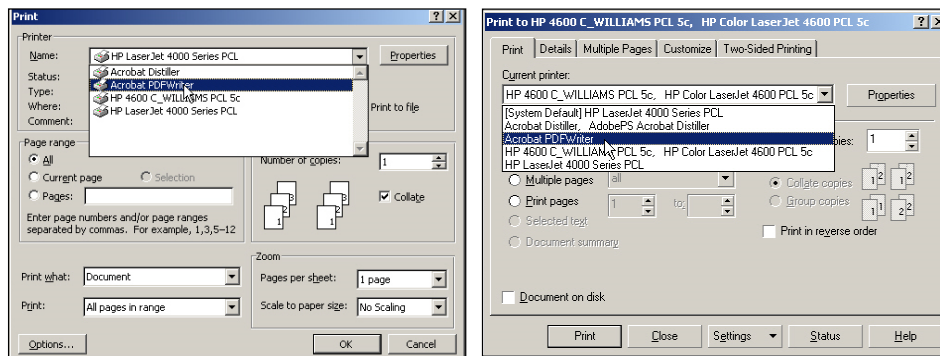 Print
Printer
Name:
HP LaserJet 4000 Series PCL
Properties
Acrobat Distiller
Acrobat PDFWriter
HP 4600 C_WILLIAMS PCL 5c
HP LaserJet 4000 Series PCL
Status:
Type:
Where:
Comment:
Print to file
Page range
All
Current page
Selection
Pages:
Enter page numbers and/or page ranges
separated by commas. For example, 1,3,5–12
Number of copies:
1
Collate
Print what:
Document
Print:
All pages in range
Zoom
Pages per sheet:
1 page
Scale to paper size:
No Scaling
Options...
OK
Cancel
Print to HP 4600 C_WILLIAMS PCL 5c, HP Color LaserJet 4600 PCL 5c
Print
Details
Multiple Pages
Customize
Two-Sided Printing
Current printer:
HP 4600 C_WILLIAMS PCL 5c, HP Color LaserJet 4600 PCL 5c
Properties
[System Default] HP LaserJet 4000 Series PCL
Acrobat Distiller, AdobePS Acrobat Distiller
Acrobat PDFWriter
HP 4600 C_WILLIAMS PCL 5c, HP Color LaserJet 4600 PCL 5c
HP LaserJet 4000 Series PCL
1
Multiple pages
all
Print pages
1
to:
Selected text
Document summary
Collate copies
1 2
1 2
Group copies
1 1
2 2
Print in reverse order
Document on disk
Print
Close
Settings
Status
Help